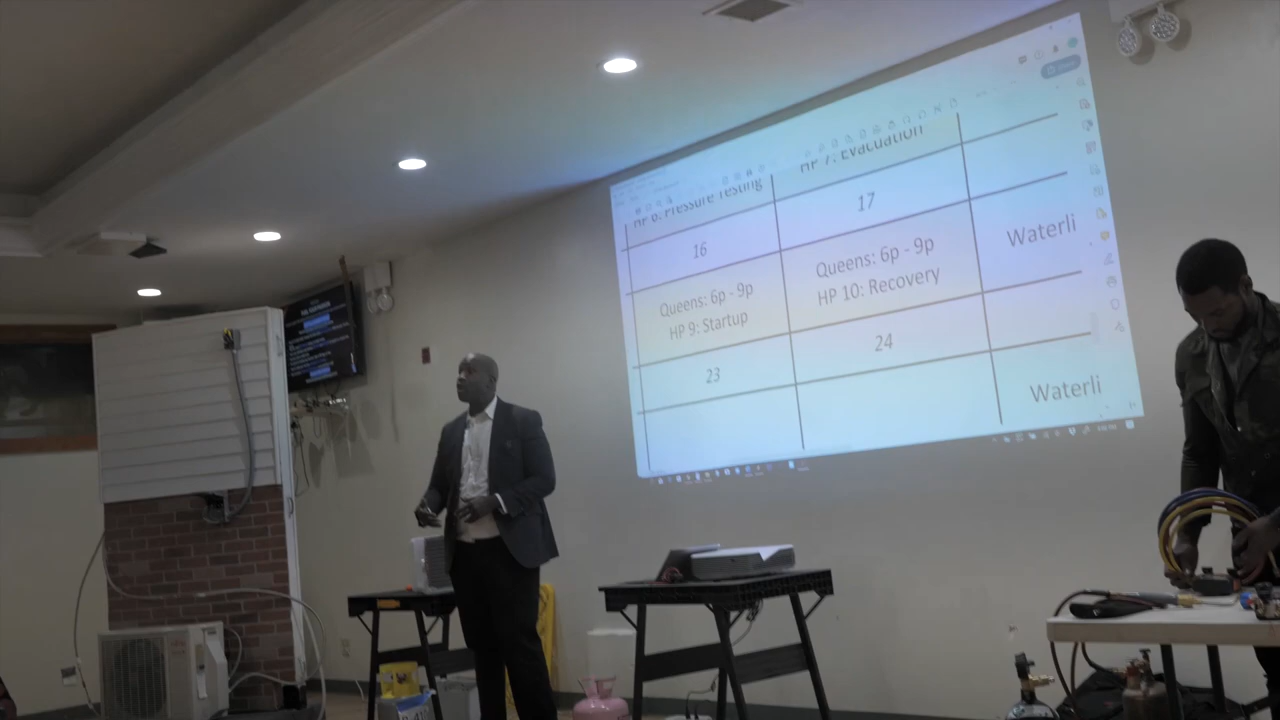 HP 6: Pressure Testing
HP 7: Evacuation
16
17
Queens: 6p - 9p
HP 9: Startup
Queens: 6p - 9p
HP 10: Recovery
Waterli
23
24
Waterli